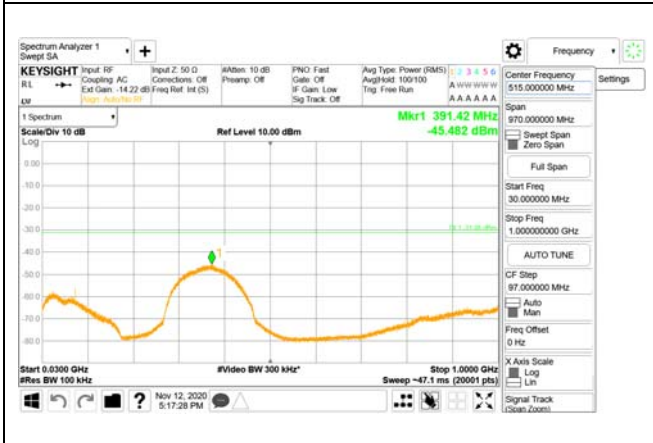 Spectrum Analyzer 1
Swept SA
+
Frequency
KEYSIGHT
RL
Input: RF
Coupling: AC
Ext Gain: -14.22 dB
Align: Auto/No RF
Input Z: 50 Ω
Corrections: Off
Freq Ref: Int (S)
#Atten: 10 dB
Preamp: Off
PNO: Fast
Gate: Off
IF Gain: Low
Sig Track: Off
Avg Type: Power (RMS)
Avg|Hold: 100/100
Trig: Free Run
1 2 3 4 5 6
A W W W W W
A A A A A A
1 Spectrum
Scale/Div 10 dB
Log
Ref Level 10.00 dBm
Mkr1 391.42 MHz
-45.482 dBm
0.00
-10.0
-20.0
-30.0
-40.0
-50.0
-60.0
-70.0
-80.0
1
Start 0.0300 GHz
#Res BW 100 kHz
#Video BW 300 kHz*
Stop 1.0000 GHz
Sweep ~47.1 ms (20001 pts)
?
Nov 12, 2020
5:17:28 PM
Center Frequency
515.000000 MHz
Settings
Span
970.000000 MHz
Swept Span
Zero Span
Full Span
Start Freq
30.000000 MHz
Stop Freq
1.000000000 GHz
AUTO TUNE
CF Step
97.000000 MHz
Auto
Man
Freq Offset
0 Hz
X Axis Scale
Log
Lin
Signal Track
(Span Zoom)